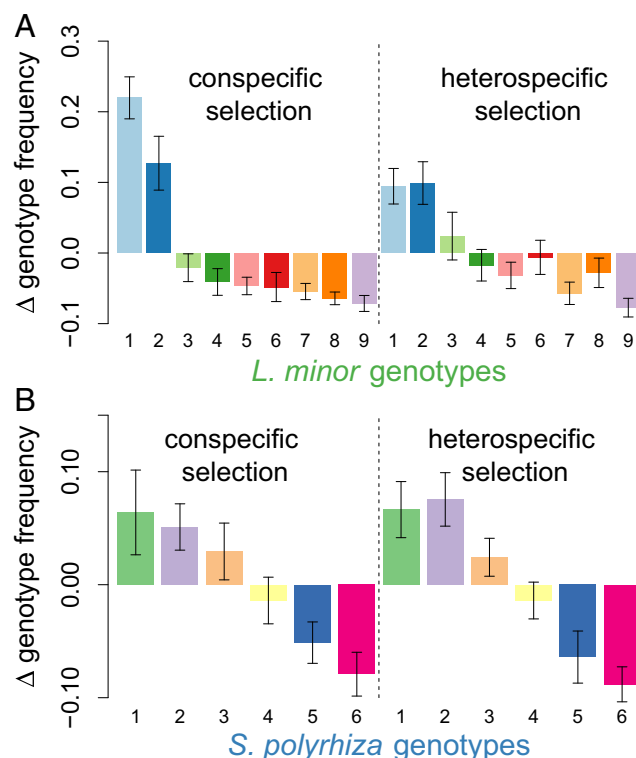 A
Δ genotype frequency
0.3
0.2
0.1
0.0
−0.1
conspecific
selection
heterospecific
selection
1 2 3 4 5 6 7 8 9 1 2 3 4 5 6 7 8 9
L. minor genotypes
B
Δ genotype frequency
0.10
0.00
−0.10
conspecific
selection
heterospecific
selection
1 2 3 4 5 6 1 2 3 4 5 6
S. polyrhiza genotypes